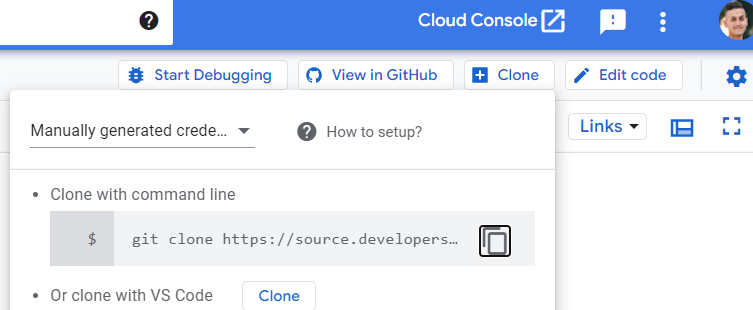 Cloud Console
Start Debugging
View in GitHub
Clone
Edit code
Manually generated crede...
How to setup?
Links
• Clone with command line
$ git clone https://source.developers...
• Or clone with VS Code
Clone